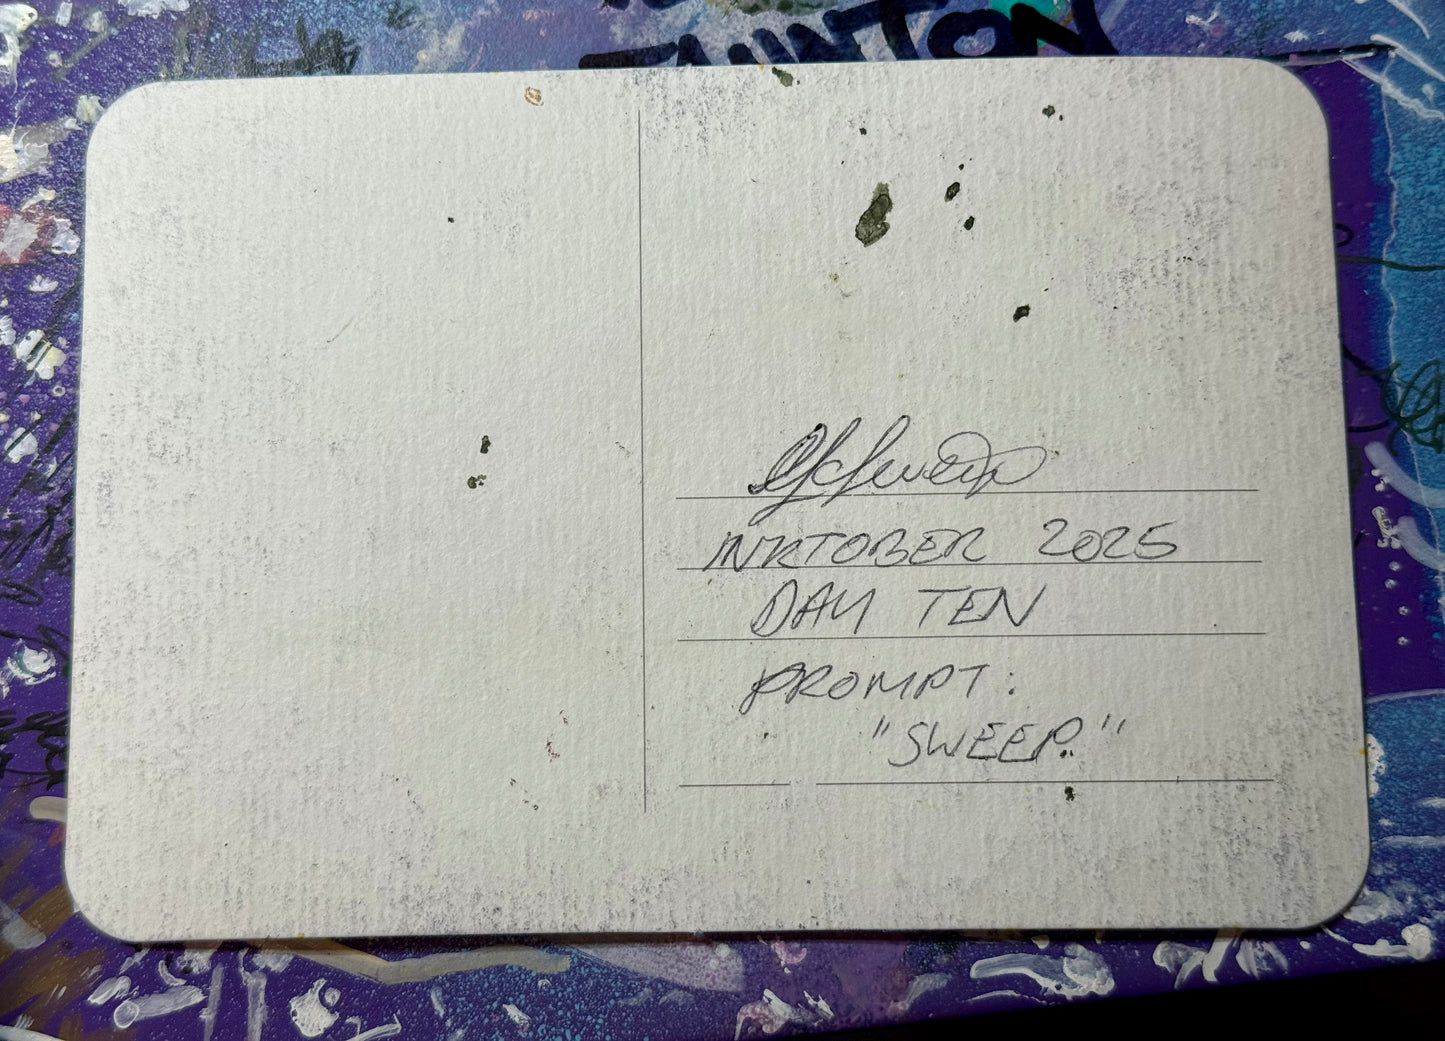 INKTOBER 2025
DAY TEN
PROMPT:
"SWEEP."